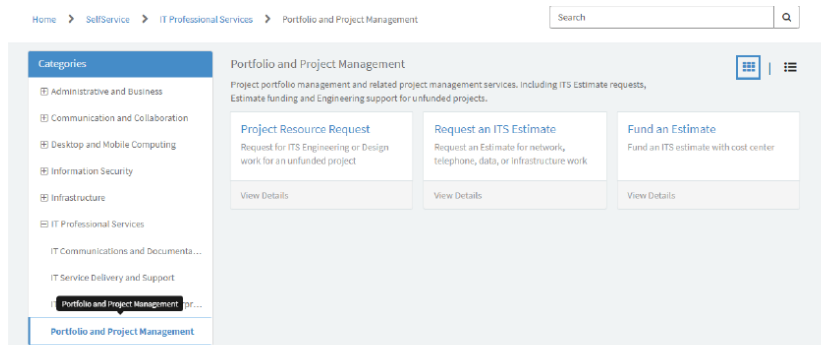 Home > SelfService > IT Professional Services > Portfolio and Project Management
Search
Categories
Administrative and Business
Communication and Collaboration
Desktop and Mobile Computing
Information Security
Infrastructure
IT Professional Services
IT Communications and Documenta...
IT Service Delivery and Support
Portfolio and Project Management
Portfolio and Project Management
Portfolio and Project Management
Project portfolio management and related project management services. Including ITS Estimate requests,
Estimate funding and Engineering support for unfunded projects.
Project Resource Request
Request for ITS Engineering or Design
work for an unfunded project
View Details
Request an ITS Estimate
Request an Estimate for network,
telephone, data, or infrastructure work
View Details
Fund an Estimate
Fund an ITS estimate with cost center
View Details